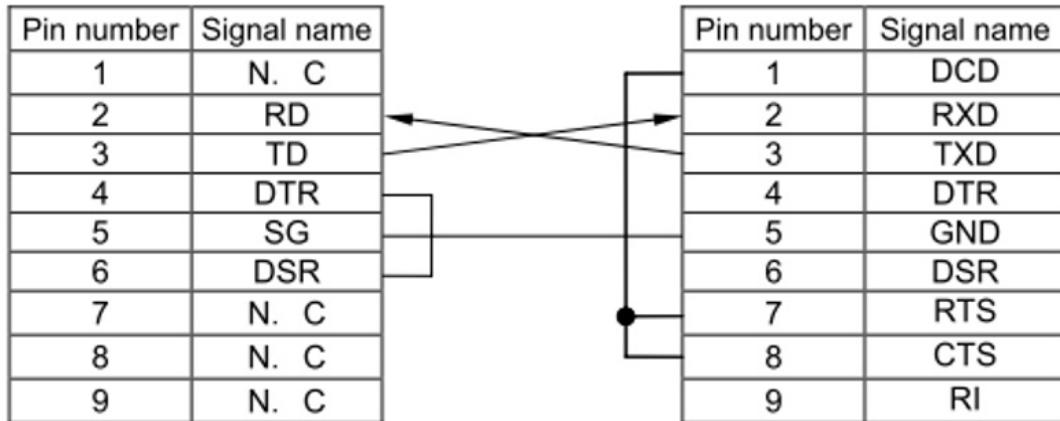 Pin number Signal name Pin number Signal name
1 N. C 1 DCD
2 RD 2 RXD
3 TD 3 TXD
4 DTR 4 DTR
5 SG 5 GND
6 DSR 6 DSR
7 N. C 7 RTS
8 N. C 8 CTS
9 N. C 9 RI